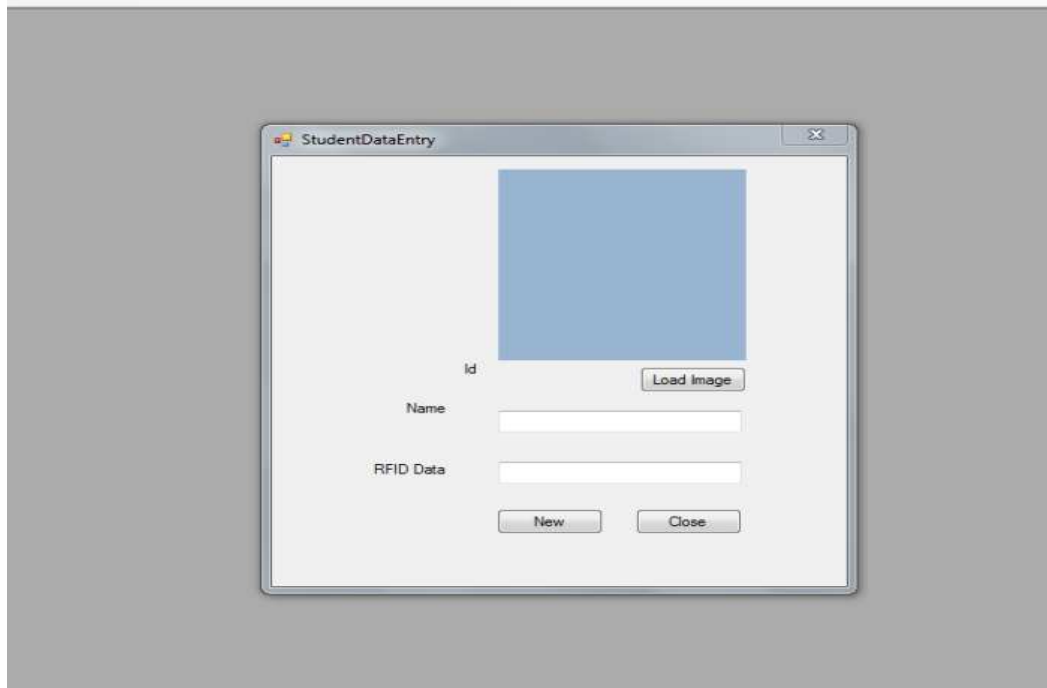 StudentDataEntry
Id
Load Image
Name
RFID Data
New Close